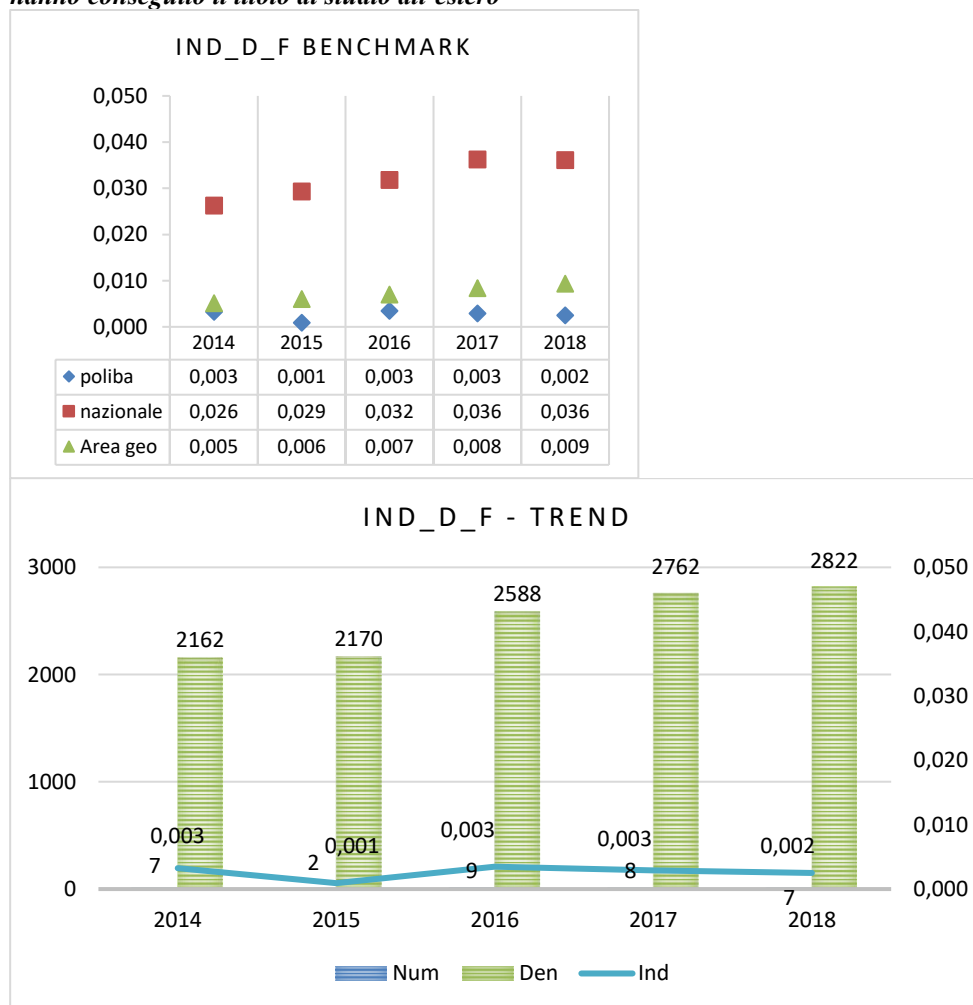 hanno conseguito il titolo di studio all'estero
IND_D_F BENCHMARK
0,050
0,040
0,030
0,020
0,010
0,000
2014 2015 2016 2017 2018
poliba 0,003 0,001 0,003 0,003 0,002
nazionale 0,026 0,029 0,032 0,036 0,036
Area geo 0,005 0,006 0,007 0,008 0,009
IND_D_F - TREND
3000 0,050
2762 2822
2588
0,040
2162 2170
2000 0,030
0,020
1000
0,010
0,003 0,001 0,003 0,003 0,002
7 2 9 8 7
0 0,000
2014 2015 2016 2017 2018
Num Den Ind